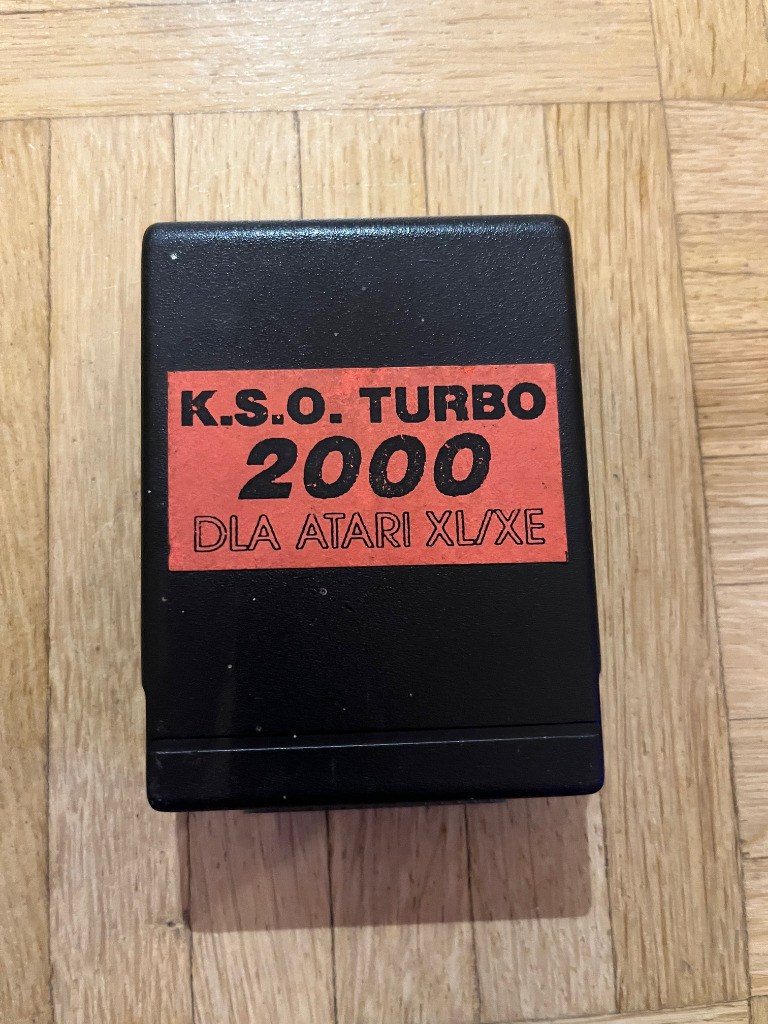 K.S.O. TURBO
2000
DLA ATARI XL/XE